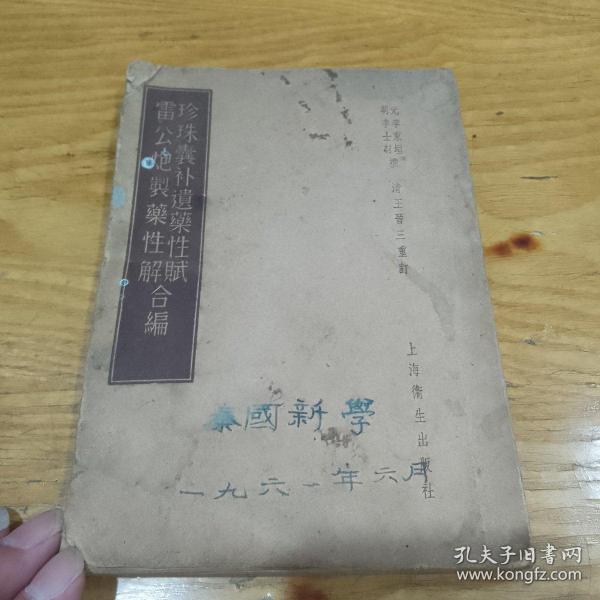 珍珠囊补遺藥性賦
雷公炮製藥性解合編
元李東垣
明李士材 撰 清王晉三重訂
上海衛生出版社
秦國新學
一九六一年六月
孔夫子旧書网
www.kongfz.com